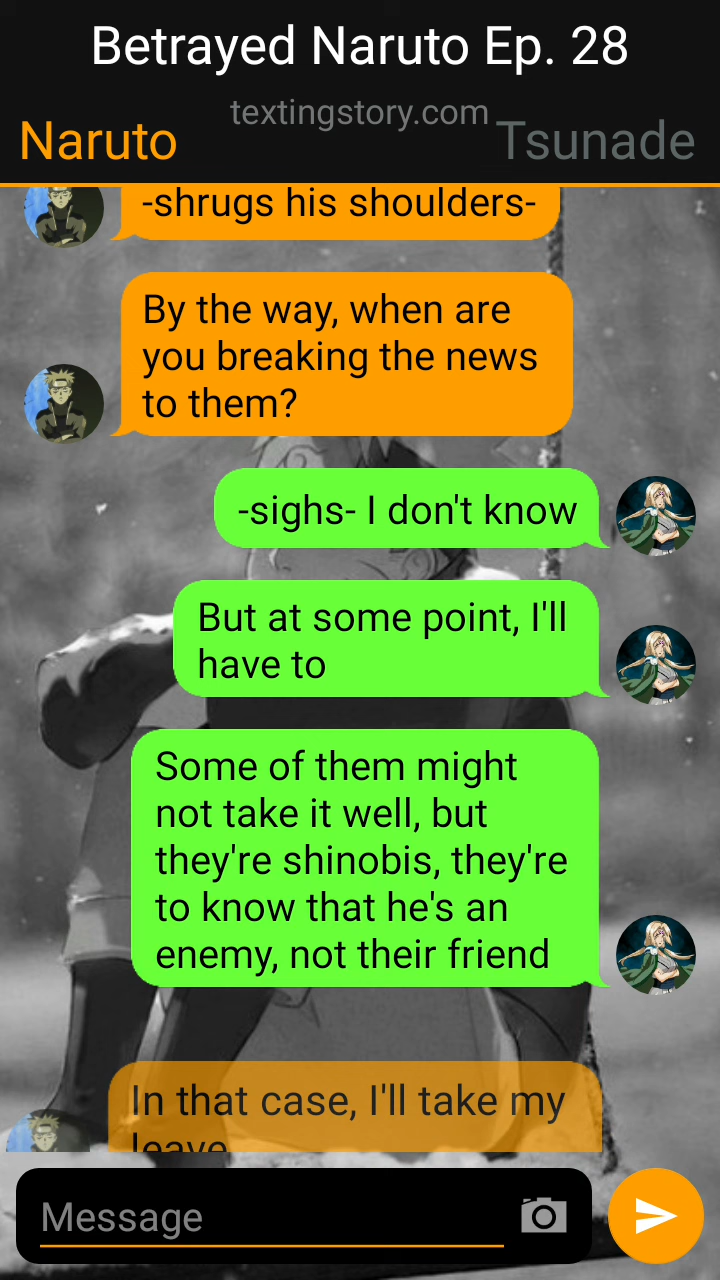 Betrayed Naruto Ep. 28
textingstory.com
Naruto
Tsunade
-shrugs his shoulders-
By the way, when are
you breaking the news
to them?
-sighs- I don't know
But at some point, I'll
have to
Some of them might
not take it well, but
they're shinobis, they're
to know that he's an
enemy, not their friend
In that case, I'll take my
leave
Message